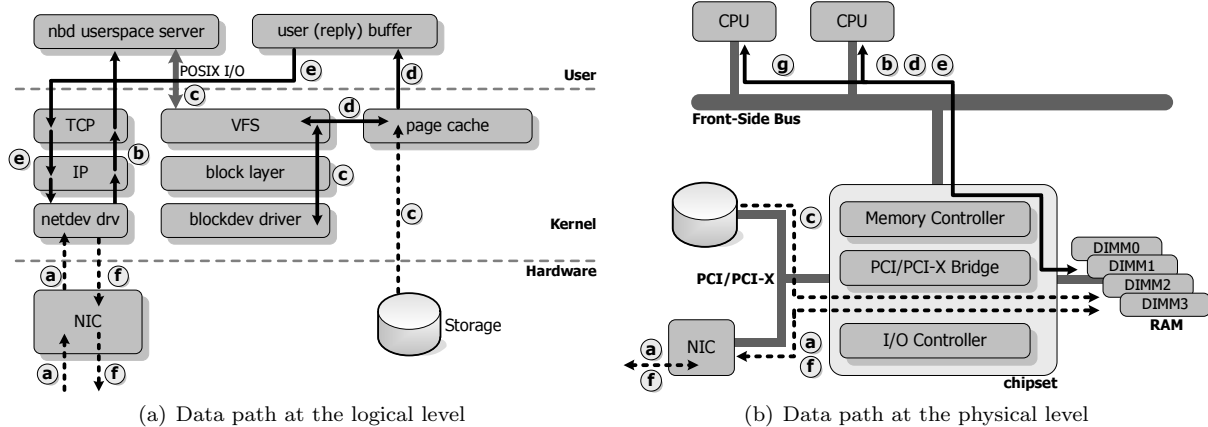 nbd userspace server
user (reply) buffer
POSIX I/O
e
d
c
User
TCP
VFS
d
page cache
e
IP
b
block layer
c
netdev drv
blockdev driver
c
Kernel
Hardware
a
f
NIC
Storage
a
f
(a) Data path at the logical level
CPU
CPU
g
b
d
e
Front-Side Bus
c
Memory Controller
PCI/PCI-X
PCI/PCI-X Bridge
DIMM0
DIMM1
DIMM2
DIMM3
RAM
NIC
a
f
a
f
I/O Controller
chipset
(b) Data path at the physical level